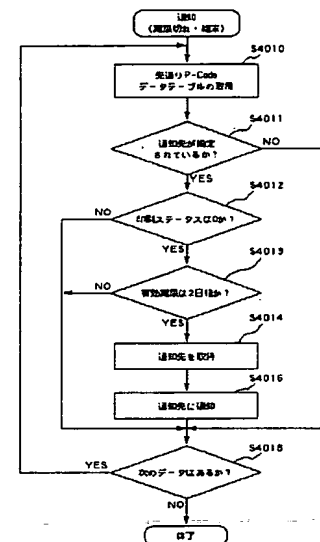 通知
(期限切れ・端末)
S4010
先送りP-Code
データテーブルの取得
S4011
通知先が設定
されているか？
NO
YES
S4012
NO
印刷ステータスは0か？
YES
S4013
NO
有効期限は2日後か？
YES
S4014
通知先を取得
S4016
通知先に通知
S4018
YES
次のデータはあるか？
NO
終了